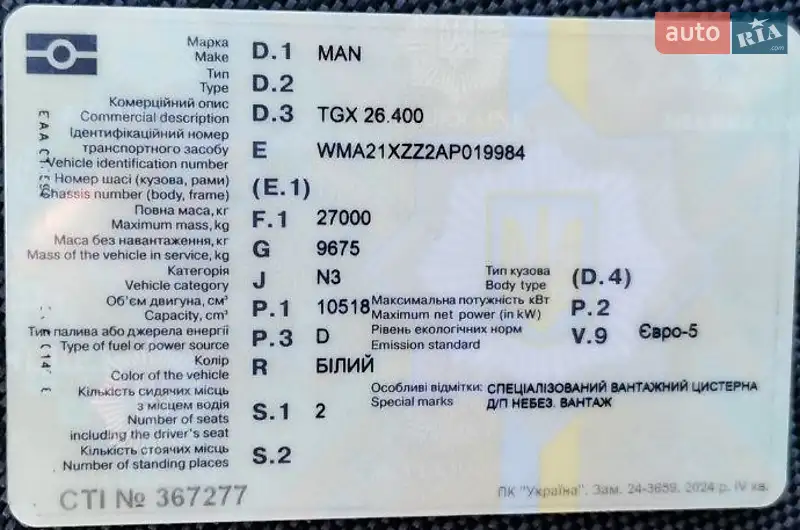 auto RIA .com
Марка D.1 MAN
Make
Тип D.2
Type
Комерційний опис D.3 TGX 26.400
Commercial description
Ідентифікаційний номер
транспортного засобу E WMA21XZZ2AP019984
Vehicle identification number
Номер шасі (кузова, рами) (E.1)
Chassis number (body, frame)
Повна маса, кг F.1 27000
Maximum mass, kg
Маса без навантаження, кг G 9675
Mass of the vehicle in service, kg
Категорія J N3 Тип кузова (D.4)
Vehicle category Body type
Об'єм двигуна, см³ P.1 10518 Максимальна потужність кВт P.2
Capacity, cm³ Maximum net power (in kW)
Тип палива або джерела енергії P.3 D Рівень екологічних норм V.9 Євро-5
Type of fuel or power source Emission standard
Колір R БІЛИЙ
Color of the vehicle
Кількість сидячих місць Особливі відмітки: СПЕЦІАЛІЗОВАНИЙ ВАНТАЖНИЙ ЦИСТЕРНА
з місцем водія S.1 2 Special marks Д/П НЕБЕЗ. ВАНТАЖ
Number of seats
including the driver's seat
Кількість стоячих місць S.2
Number of standing places
СТІ № 367277
ПК "Україна". Зам. 24-3659. 2024 р. IV кв.